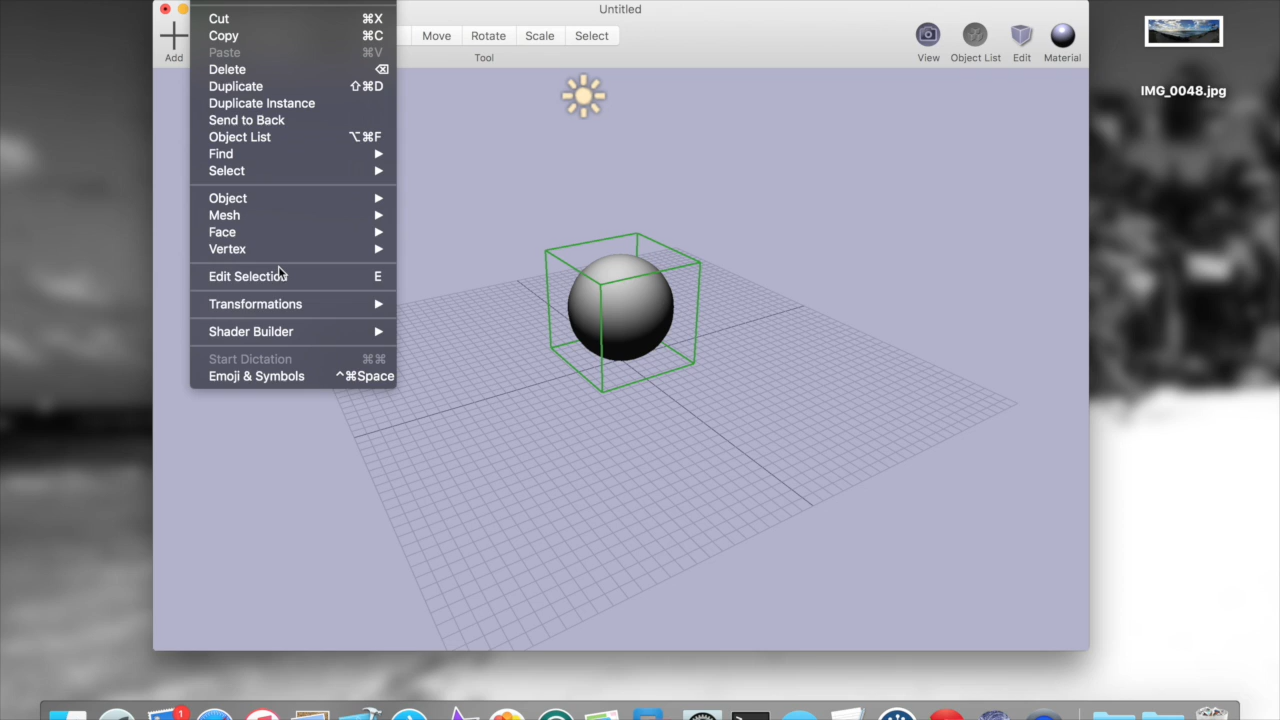 Untitled
Cut ⌘X
Copy ⌘C
Paste ⌘V
Delete ⌫
Duplicate ⇧⌘D
Duplicate Instance
Send to Back
Object List ⌥⌘F
Find
Select
Object
Mesh
Face
Vertex
Edit Selection E
Transformations
Shader Builder
Start Dictation ⌘⌘
Emoji & Symbols ^⌘Space
Add
Move Rotate Scale Select
Tool
View Object List Edit Material
IMG_0048.jpg
1